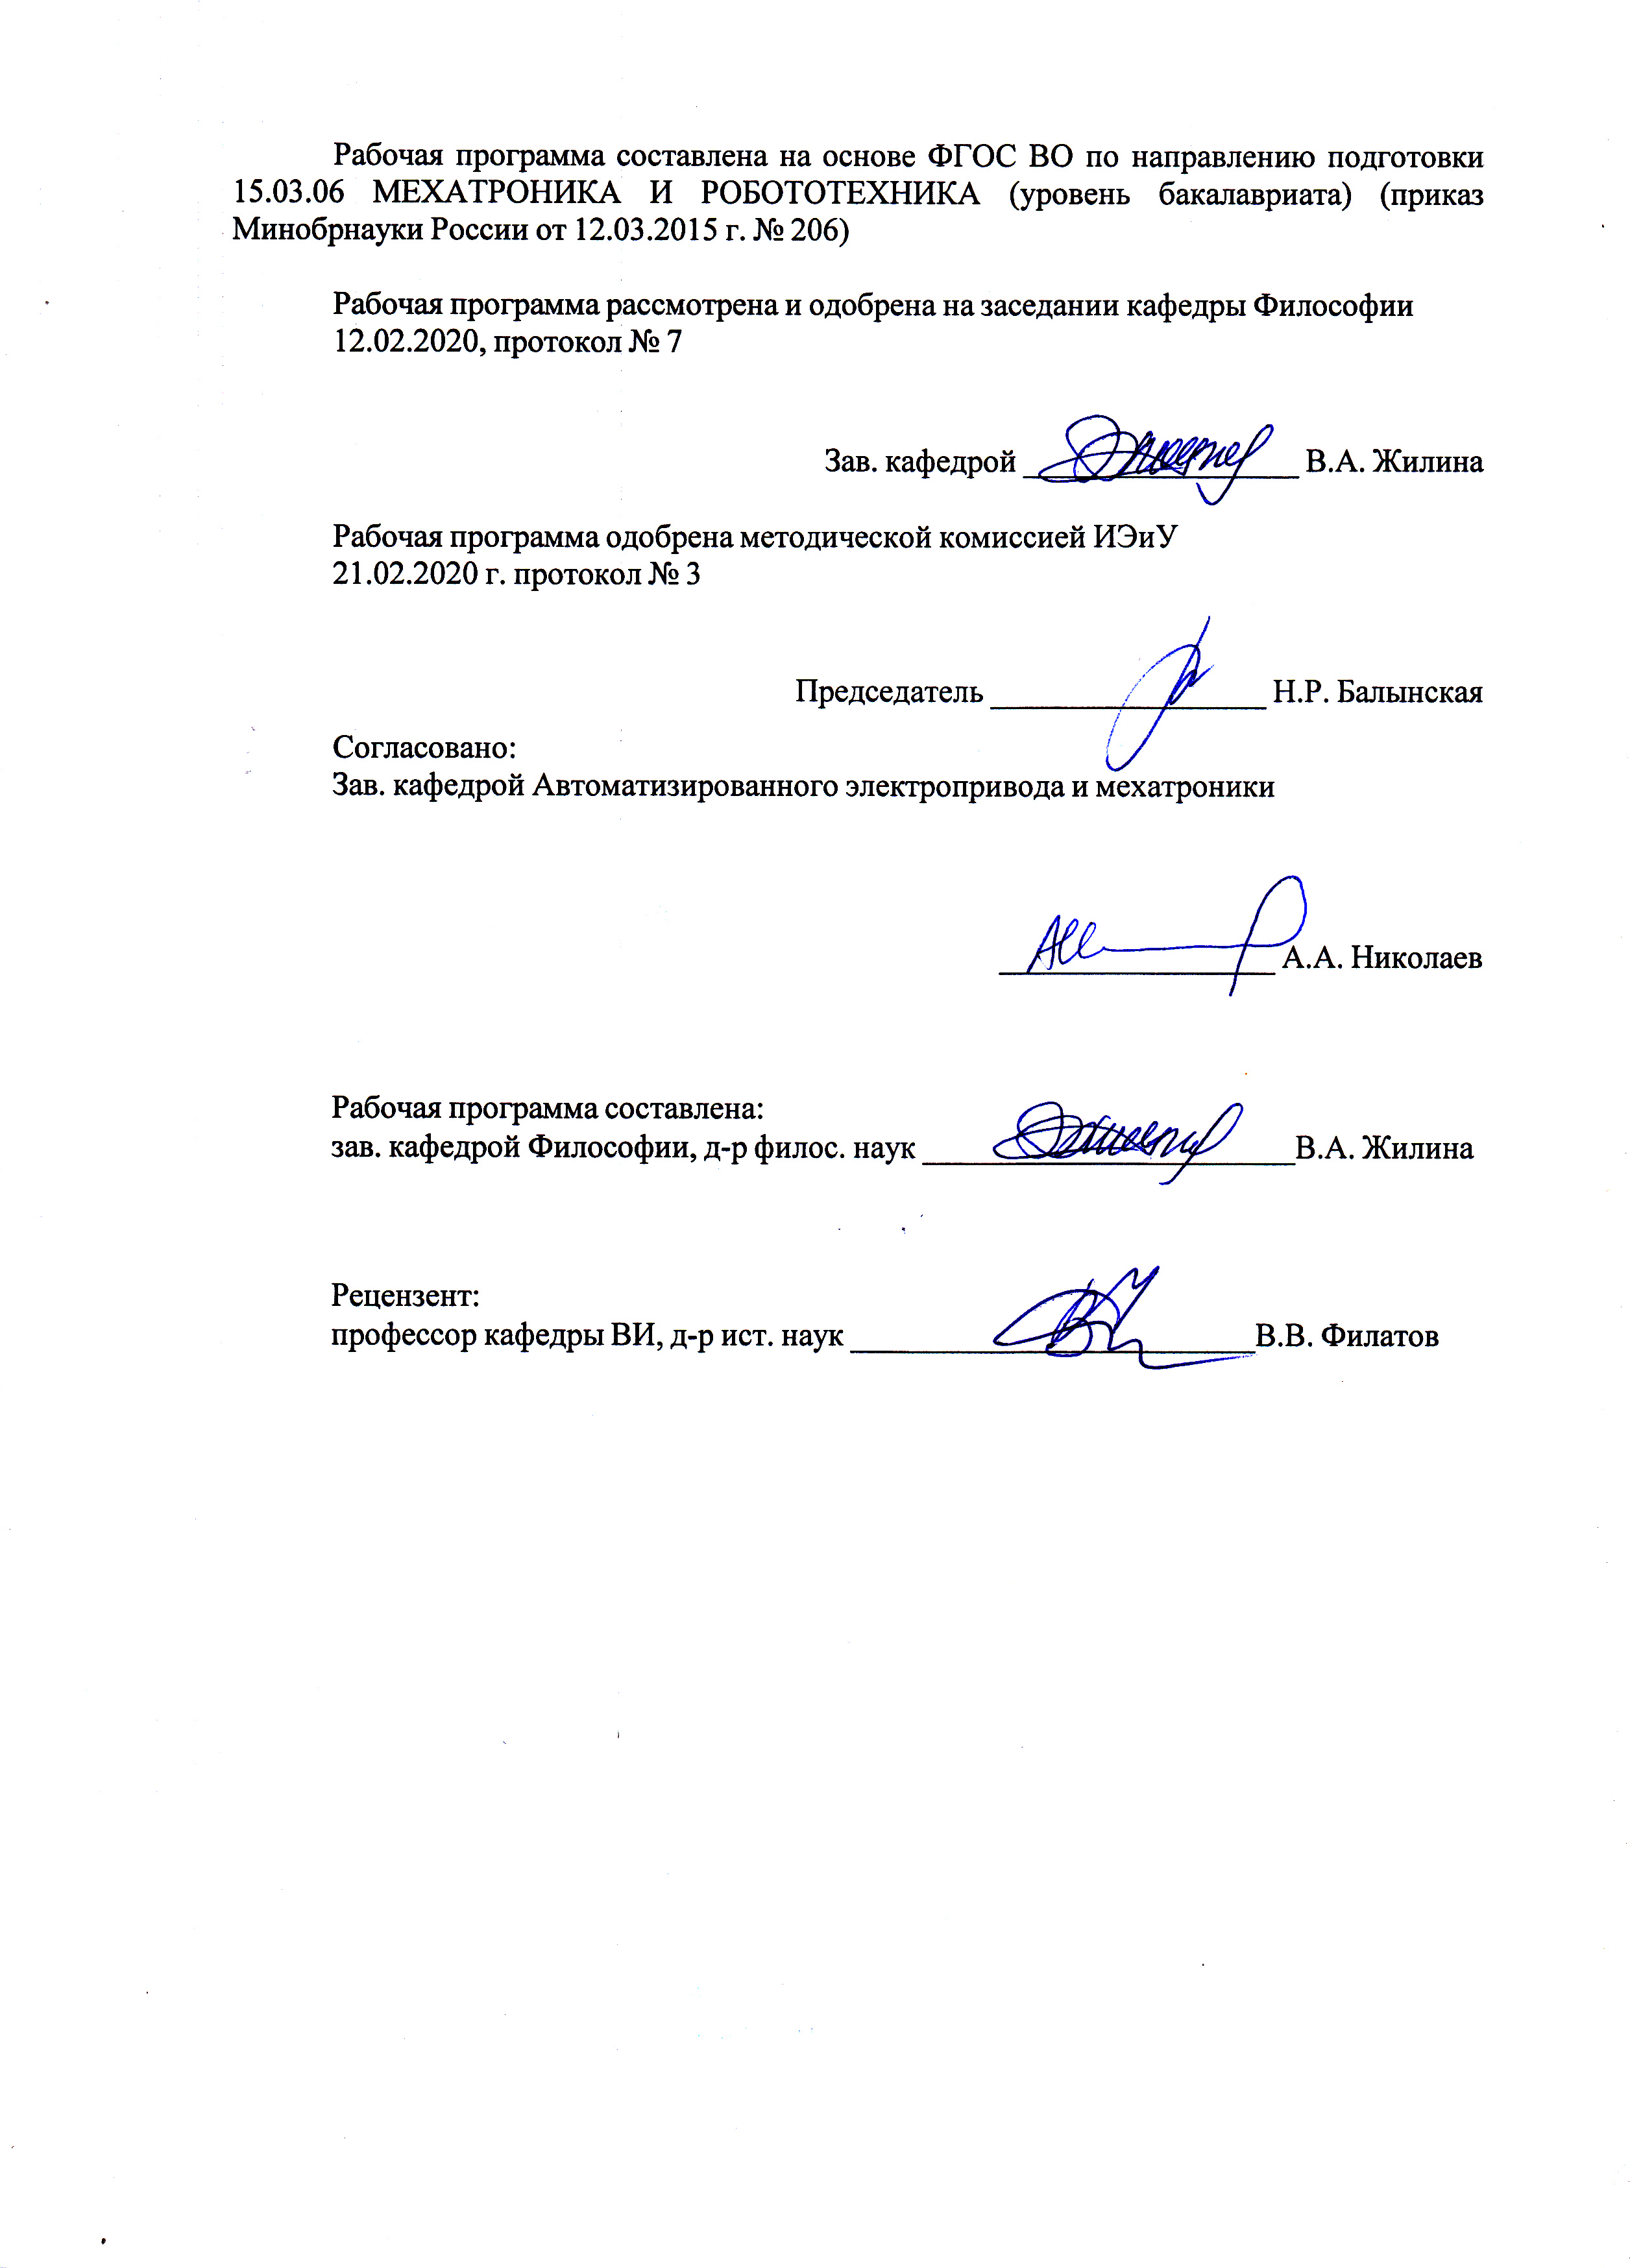 Рабочая программа составлена на основе ФГОС ВО по направлению подготовки
15.03.06 МЕХАТРОНИКА И РОБОТОТЕХНИКА (уровень бакалавриата) (приказ
Минобрнауки России от 12.03.2015 г. № 206)
Рабочая программа рассмотрена и одобрена на заседании кафедры Философии
12.02.2020, протокол № 7
Зав. кафедрой ________________ В.А. Жилина
Рабочая программа одобрена методической комиссией ИЭиУ
21.02.2020 г. протокол № 3
Председатель ________________ Н.Р. Балынская
Согласовано:
Зав. кафедрой Автоматизированного электропривода и мехатроники
________________ А.А. Николаев
Рабочая программа составлена:
зав. кафедрой Философии, д-р филос. наук ______________________В.А. Жилина
Рецензент:
профессор кафедры ВИ, д-р ист. наук ________________________В.В. Филатов